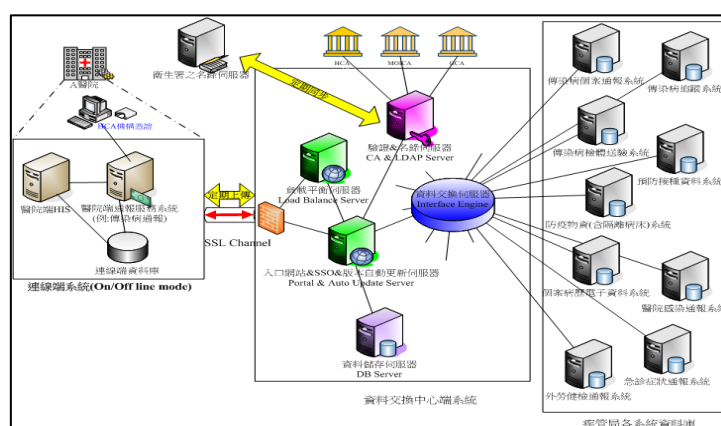 A醫院
HCA機構憑證
醫院端HIS
醫院端通報服務系統
(例:傳染病通報)
連線端資料庫
連線端系統(On/Off line mode)
衛生署之名錄伺服器
定期同步
定期上傳
SSL Channel
HCA
MOICA
GCA
驗證&名錄伺服器
CA & LDAP Server
負載平衡伺服器
Load Balance Server
資料交換伺服器
Interface Engine
入口網站&SSO&版本自動更新伺服器
Portal & Auto Update Server
資料儲存伺服器
DB Server
資料交換中心端系統
傳染病個案通報系統
傳染病追蹤系統
傳染病檢體送驗系統
預防接種資料系統
防疫物資(含隔離病床)系統
個案病歷電子資料系統
醫院感染通報系統
急診症狀通報系統
外勞健檢通報系統
疾管局各系統資料庫